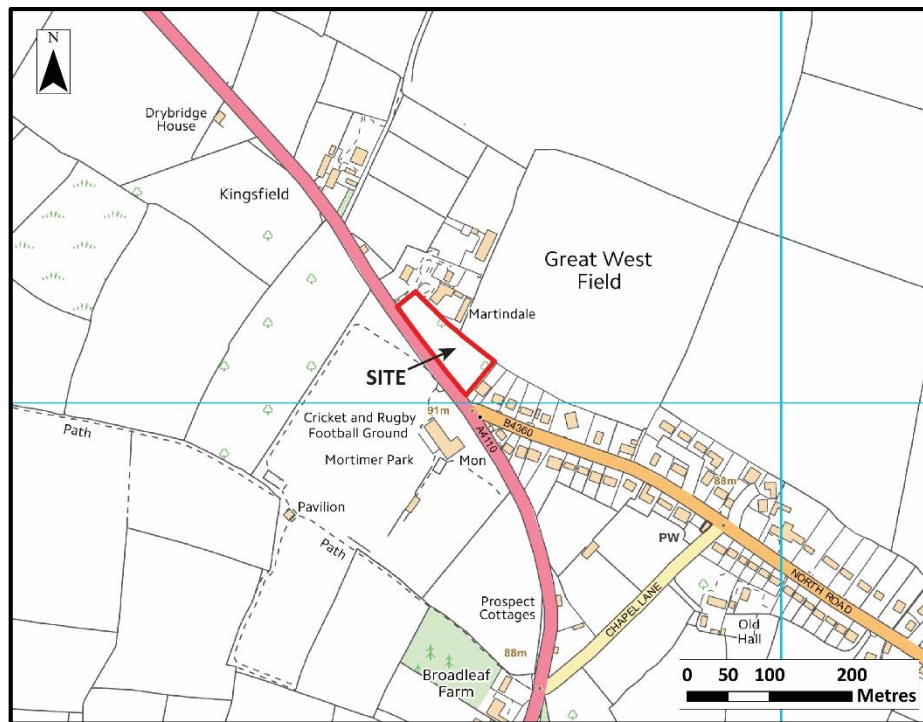 N
Drybridge
House
Kingsfield
Great West
Field
Martindale
SITE
91m
B4360
A4110
Cricket and Rugby
Football Ground
Mortimer Park
Mon
Path
Pavilion
Path
88m
PW
NORTH ROAD
CHAPEL LANE
Prospect
Cottages
Old
Hall
88m
Broadleaf
Farm
0 50 100 200
Metres